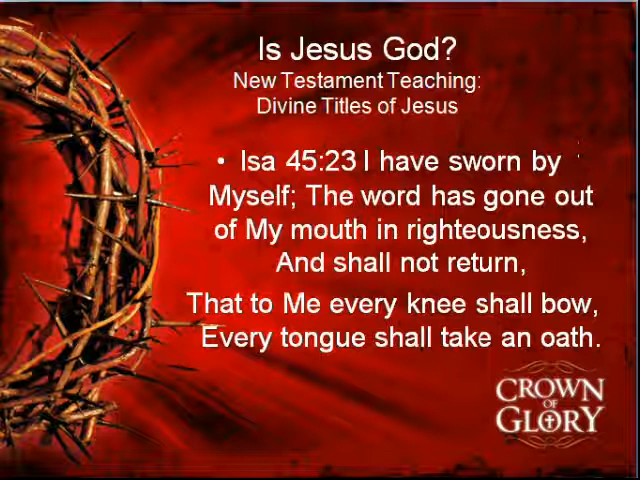 Is Jesus God?
New Testament Teaching:
Divine Titles of Jesus
• Isa 45:23 I have sworn by
Myself; The word has gone out
of My mouth in righteousness,
And shall not return,
That to Me every knee shall bow,
Every tongue shall take an oath.
CROWN
OF
GLORY